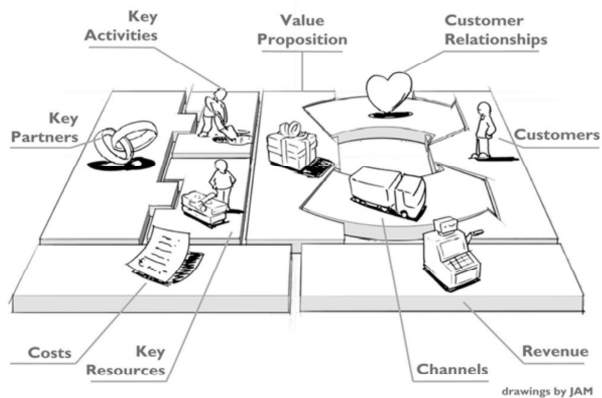 Key
Activities
Value
Proposition
Customer
Relationships
Key
Partners
Customers
Costs
Key
Resources
Channels
Revenue
drawings by JAM